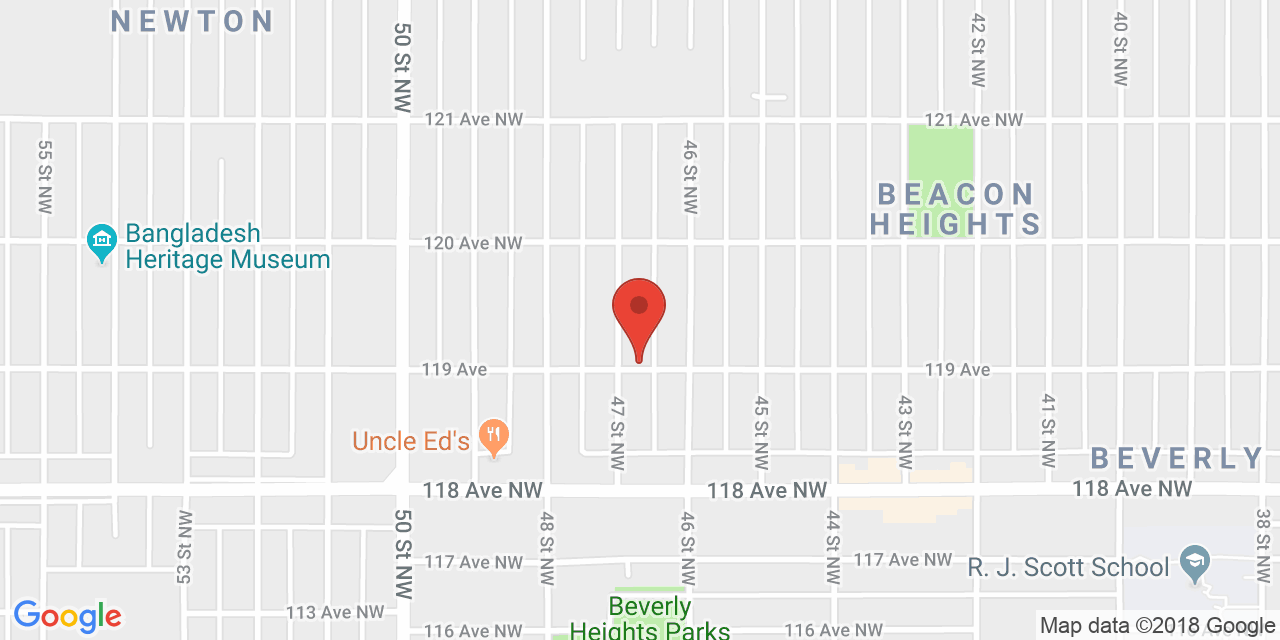 NEWTON
50 St NW
42 St NW
40 St NW
121 Ave NW
121 Ave NW
55 St NW
46 St NW
BEACON
HEIGHTS
Bangladesh
Heritage Museum
120 Ave NW
119 Ave
119 Ave
47 St NW
45 St NW
43 St NW
41 St NW
Uncle Ed's
BEVERLY
118 Ave NW
118 Ave NW
118 Ave NW
53 St NW
50 St NW
48 St NW
46 St NW
44 St NW
38 St NW
117 Ave NW
117 Ave NW
R. J. Scott School
113 Ave NW
Beverly
Heights Parks
116 Ave NW
116 Ave NW
Google
Map data ©2018 Google